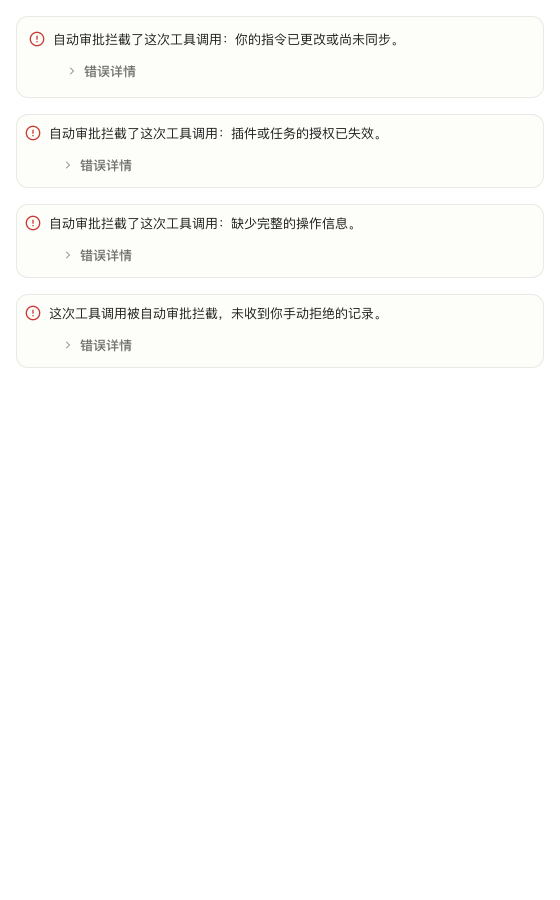 自动审批拦截了这次工具调用：你的指令已更改或尚未同步。
错误详情
自动审批拦截了这次工具调用：插件或任务的授权已失效。
错误详情
自动审批拦截了这次工具调用：缺少完整的操作信息。
错误详情
这次工具调用被自动审批拦截，未收到你手动拒绝的记录。
错误详情